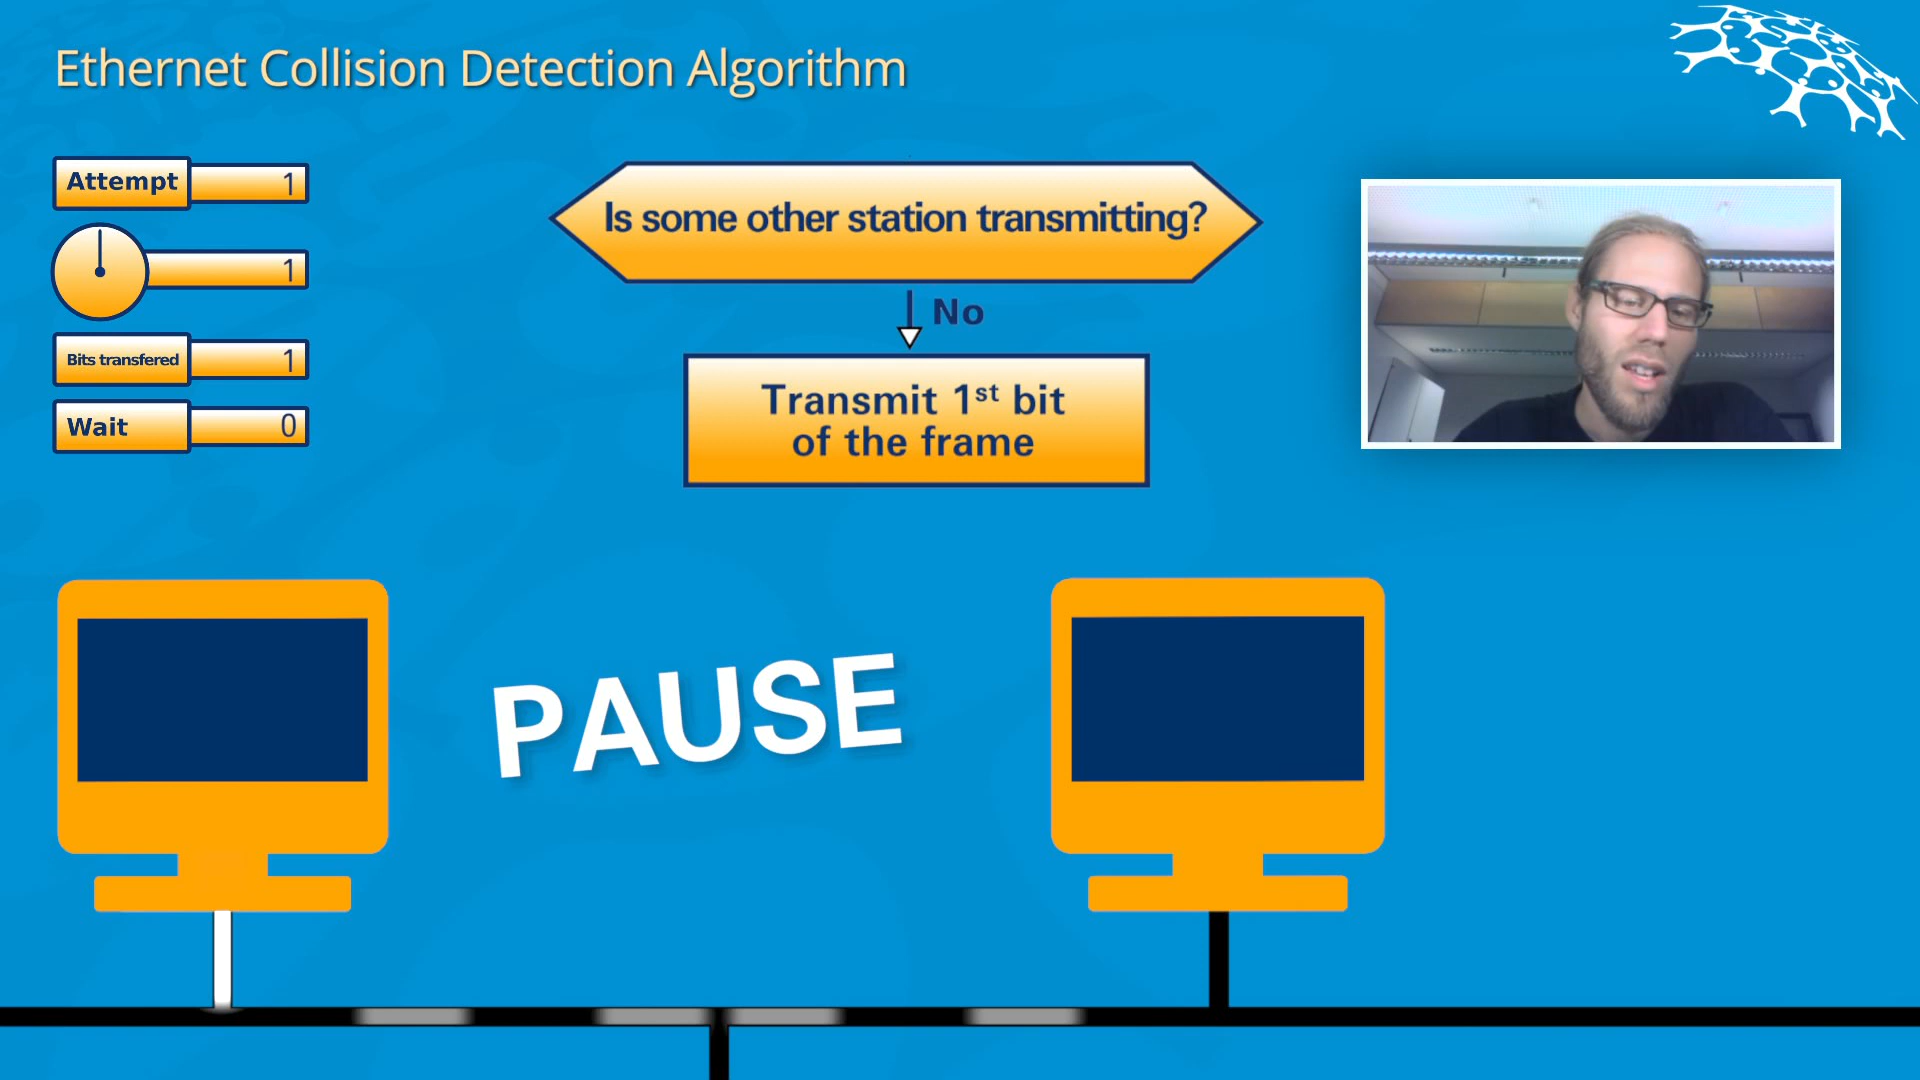 Ethernet Collision Detection Algorithm
Attempt 1
1
Bits transfered 1
Wait 0
Is some other station transmitting?
No
Transmit 1st bit
of the frame
PAUSE